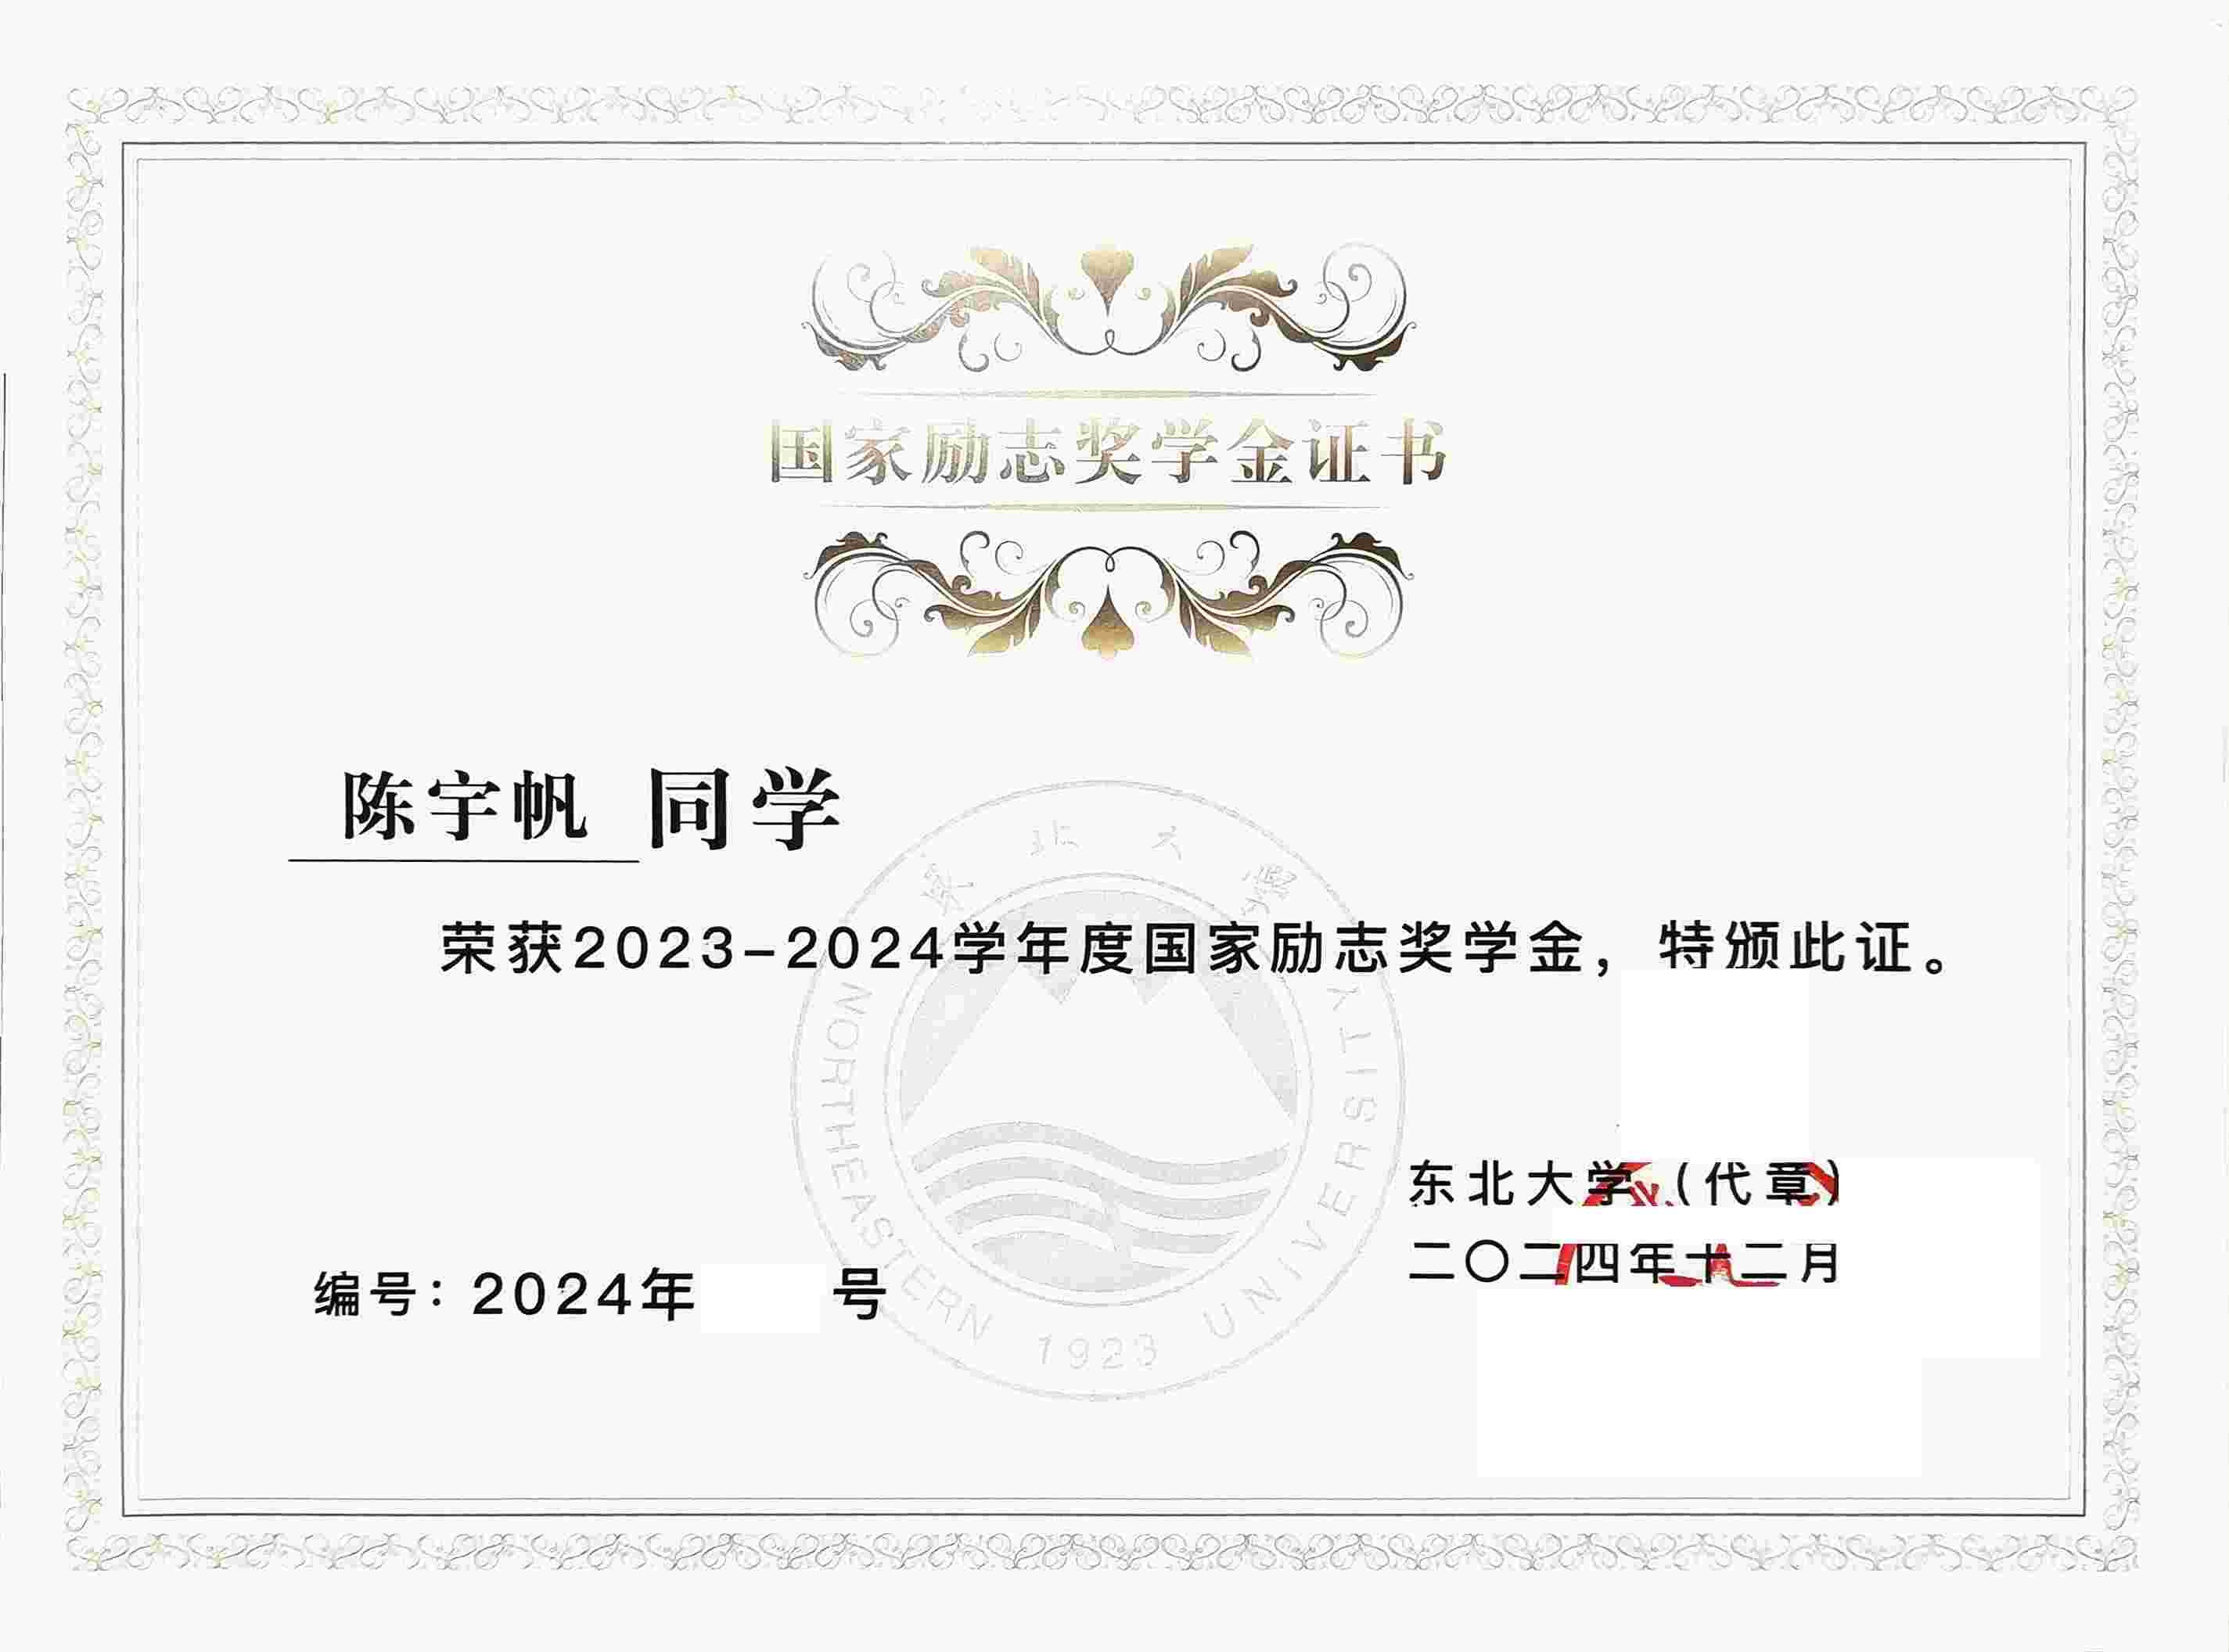 国家励志奖学金证书
陈宇帆 同学
荣获2023-2024学年度国家励志奖学金，特颁此证。
东北大学（代章）
二〇二四年十二月
编号：2024年 号
东北大学
NORTHEASTERN UNIVERSITY
1923